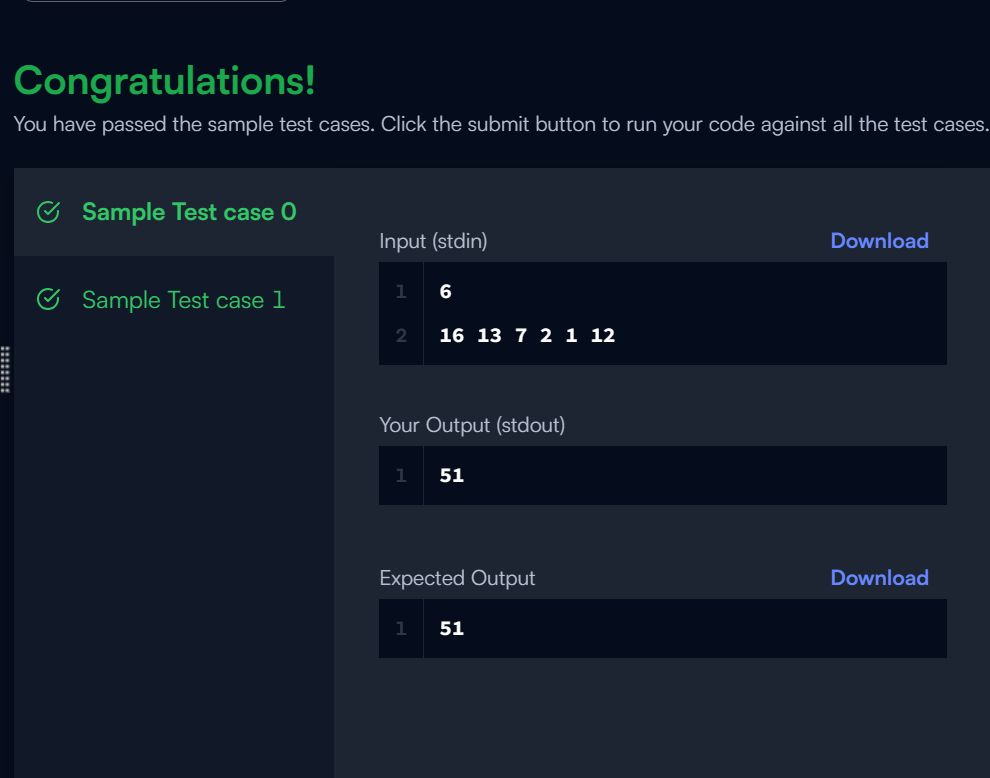 Congratulations!
You have passed the sample test cases. Click the submit button to run your code against all the test cases.
Sample Test case 0
Sample Test case 1
Input (stdin) Download
1 6
2 16 13 7 2 1 12
Your Output (stdout)
1 51
Expected Output Download
1 51